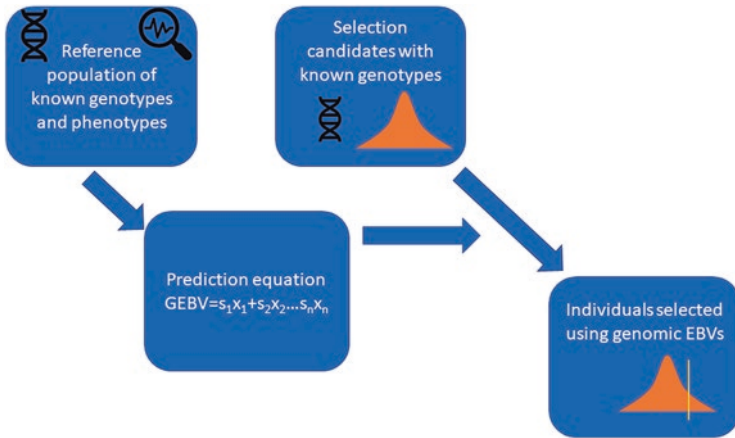 Reference
population of
known genotypes
and phenotypes
Selection
candidates with
known genotypes
Prediction equation
GEBV=s₁x₁+s₂x₂...sₙxₙ
Individuals selected
using genomic EBVs